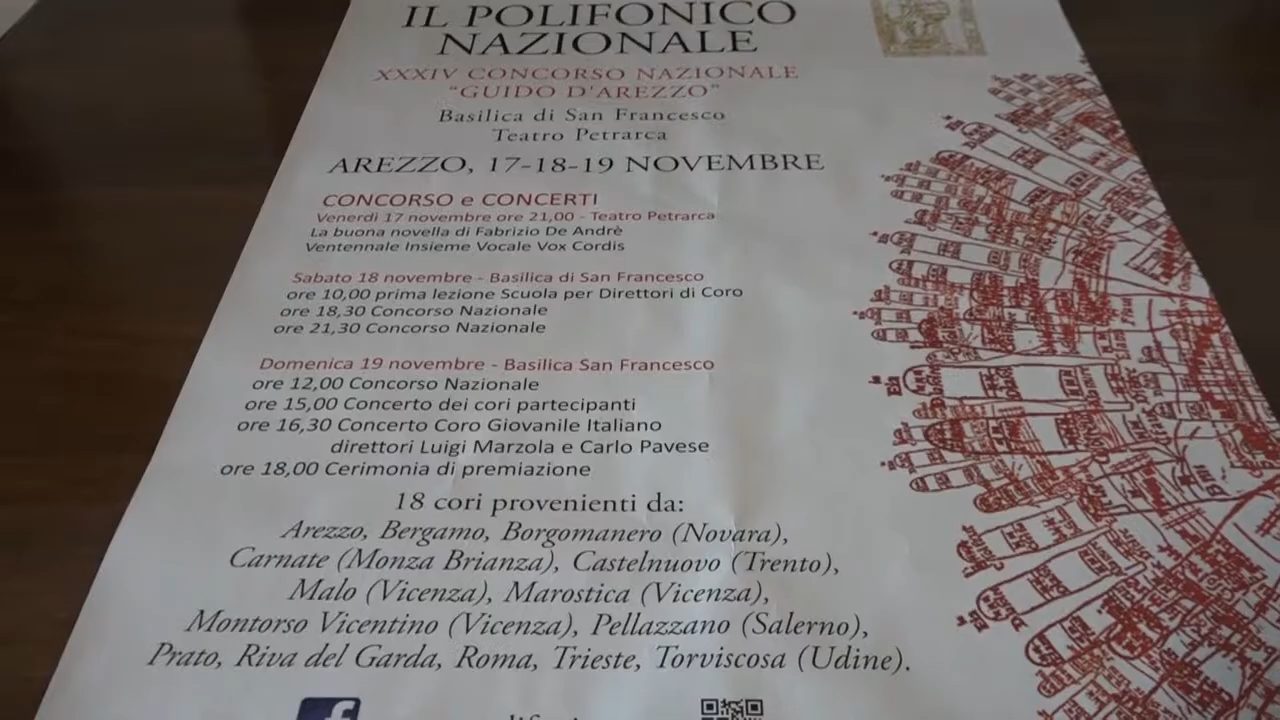 IL POLIFONICO
NAZIONALE
XXXIV CONCORSO NAZIONALE
"GUIDO D'AREZZO"
Basilica di San Francesco
Teatro Petrarca
AREZZO, 17-18-19 NOVEMBRE
CONCORSO e CONCERTI
Venerdì 17 novembre ore 21,00 - Teatro Petrarca
La buona novella di Fabrizio De Andrè
Ventennale Insieme Vocale Vox Cordis
Sabato 18 novembre - Basilica di San Francesco
ore 10,00 prima lezione Scuola per Direttori di Coro
ore 18,30 Concorso Nazionale
ore 21,30 Concorso Nazionale
Domenica 19 novembre - Basilica San Francesco
ore 12,00 Concorso Nazionale
ore 15,00 Concerto dei cori partecipanti
ore 16,30 Concerto Coro Giovanile Italiano
direttori Luigi Marzola e Carlo Pavese
ore 18,00 Cerimonia di premiazione
18 cori provenienti da:
Arezzo, Bergamo, Borgomanero (Novara),
Carnate (Monza Brianza), Castelnuovo (Trento),
Malo (Vicenza), Marostica (Vicenza),
Montorso Vicentino (Vicenza), Pellazzano (Salerno),
Prato, Riva del Garda, Roma, Trieste, Torviscosa (Udine).